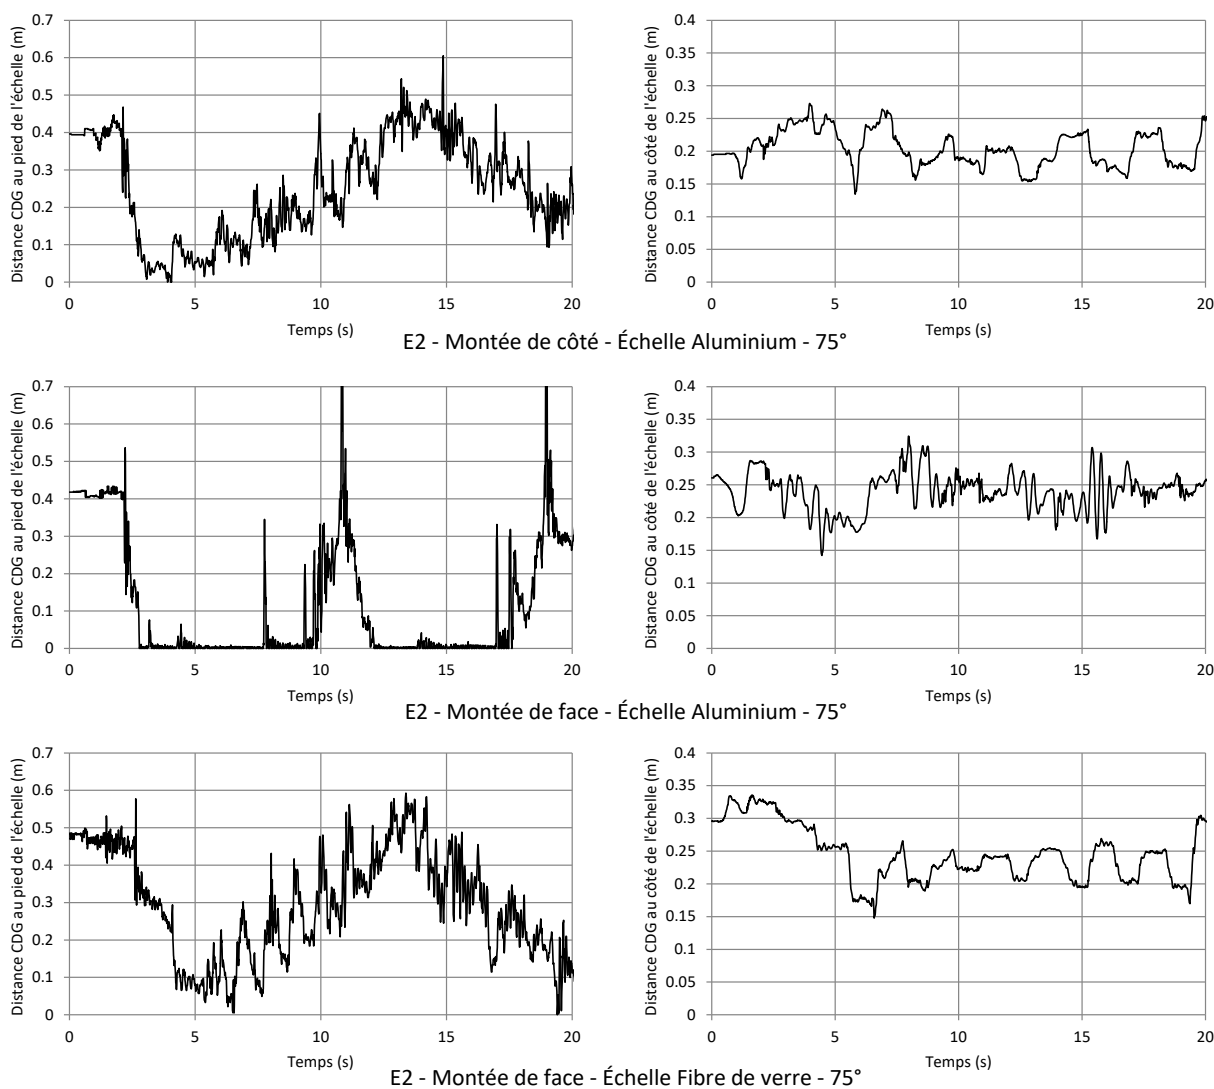 Distance CDG au pied de l'échelle (m)
0.7
0.6
0.5
0.4
0.3
0.2
0.1
0
0 5 10 15 20
Temps (s)
Distance CDG au côté de l'échelle (m)
0.4
0.35
0.3
0.25
0.2
0.15
0.1
0.05
0
0 5 10 15 20
Temps (s)
E2 - Montée de côté - Échelle Aluminium - 75°
Distance CDG au pied de l'échelle (m)
0.7
0.6
0.5
0.4
0.3
0.2
0.1
0
0 5 10 15 20
Temps (s)
Distance CDG au côté de l'échelle (m)
0.4
0.35
0.3
0.25
0.2
0.15
0.1
0.05
0
0 5 10 15 20
Temps (s)
E2 - Montée de face - Échelle Aluminium - 75°
Distance CDG au pied de l'échelle (m)
0.7
0.6
0.5
0.4
0.3
0.2
0.1
0
0 5 10 15 20
Temps (s)
Distance CDG au côté de l'échelle (m)
0.4
0.35
0.3
0.25
0.2
0.15
0.1
0.05
0
0 5 10 15 20
Temps (s)
E2 - Montée de face - Échelle Fibre de verre - 75°